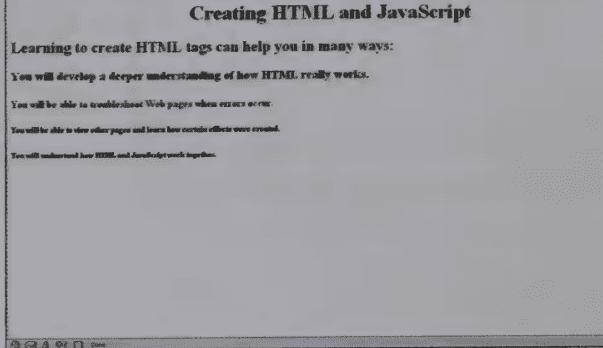 Creating HTML and JavaScript
Learning to create HTML tags can help you in many ways:
You will develop a deeper understanding of how HTML really works.
You will be able to troubleshoot Web pages when errors occur.
You will be able to view other pages and learn how certain effects were created.
You will understand how HTML and JavaScript work together.
Done